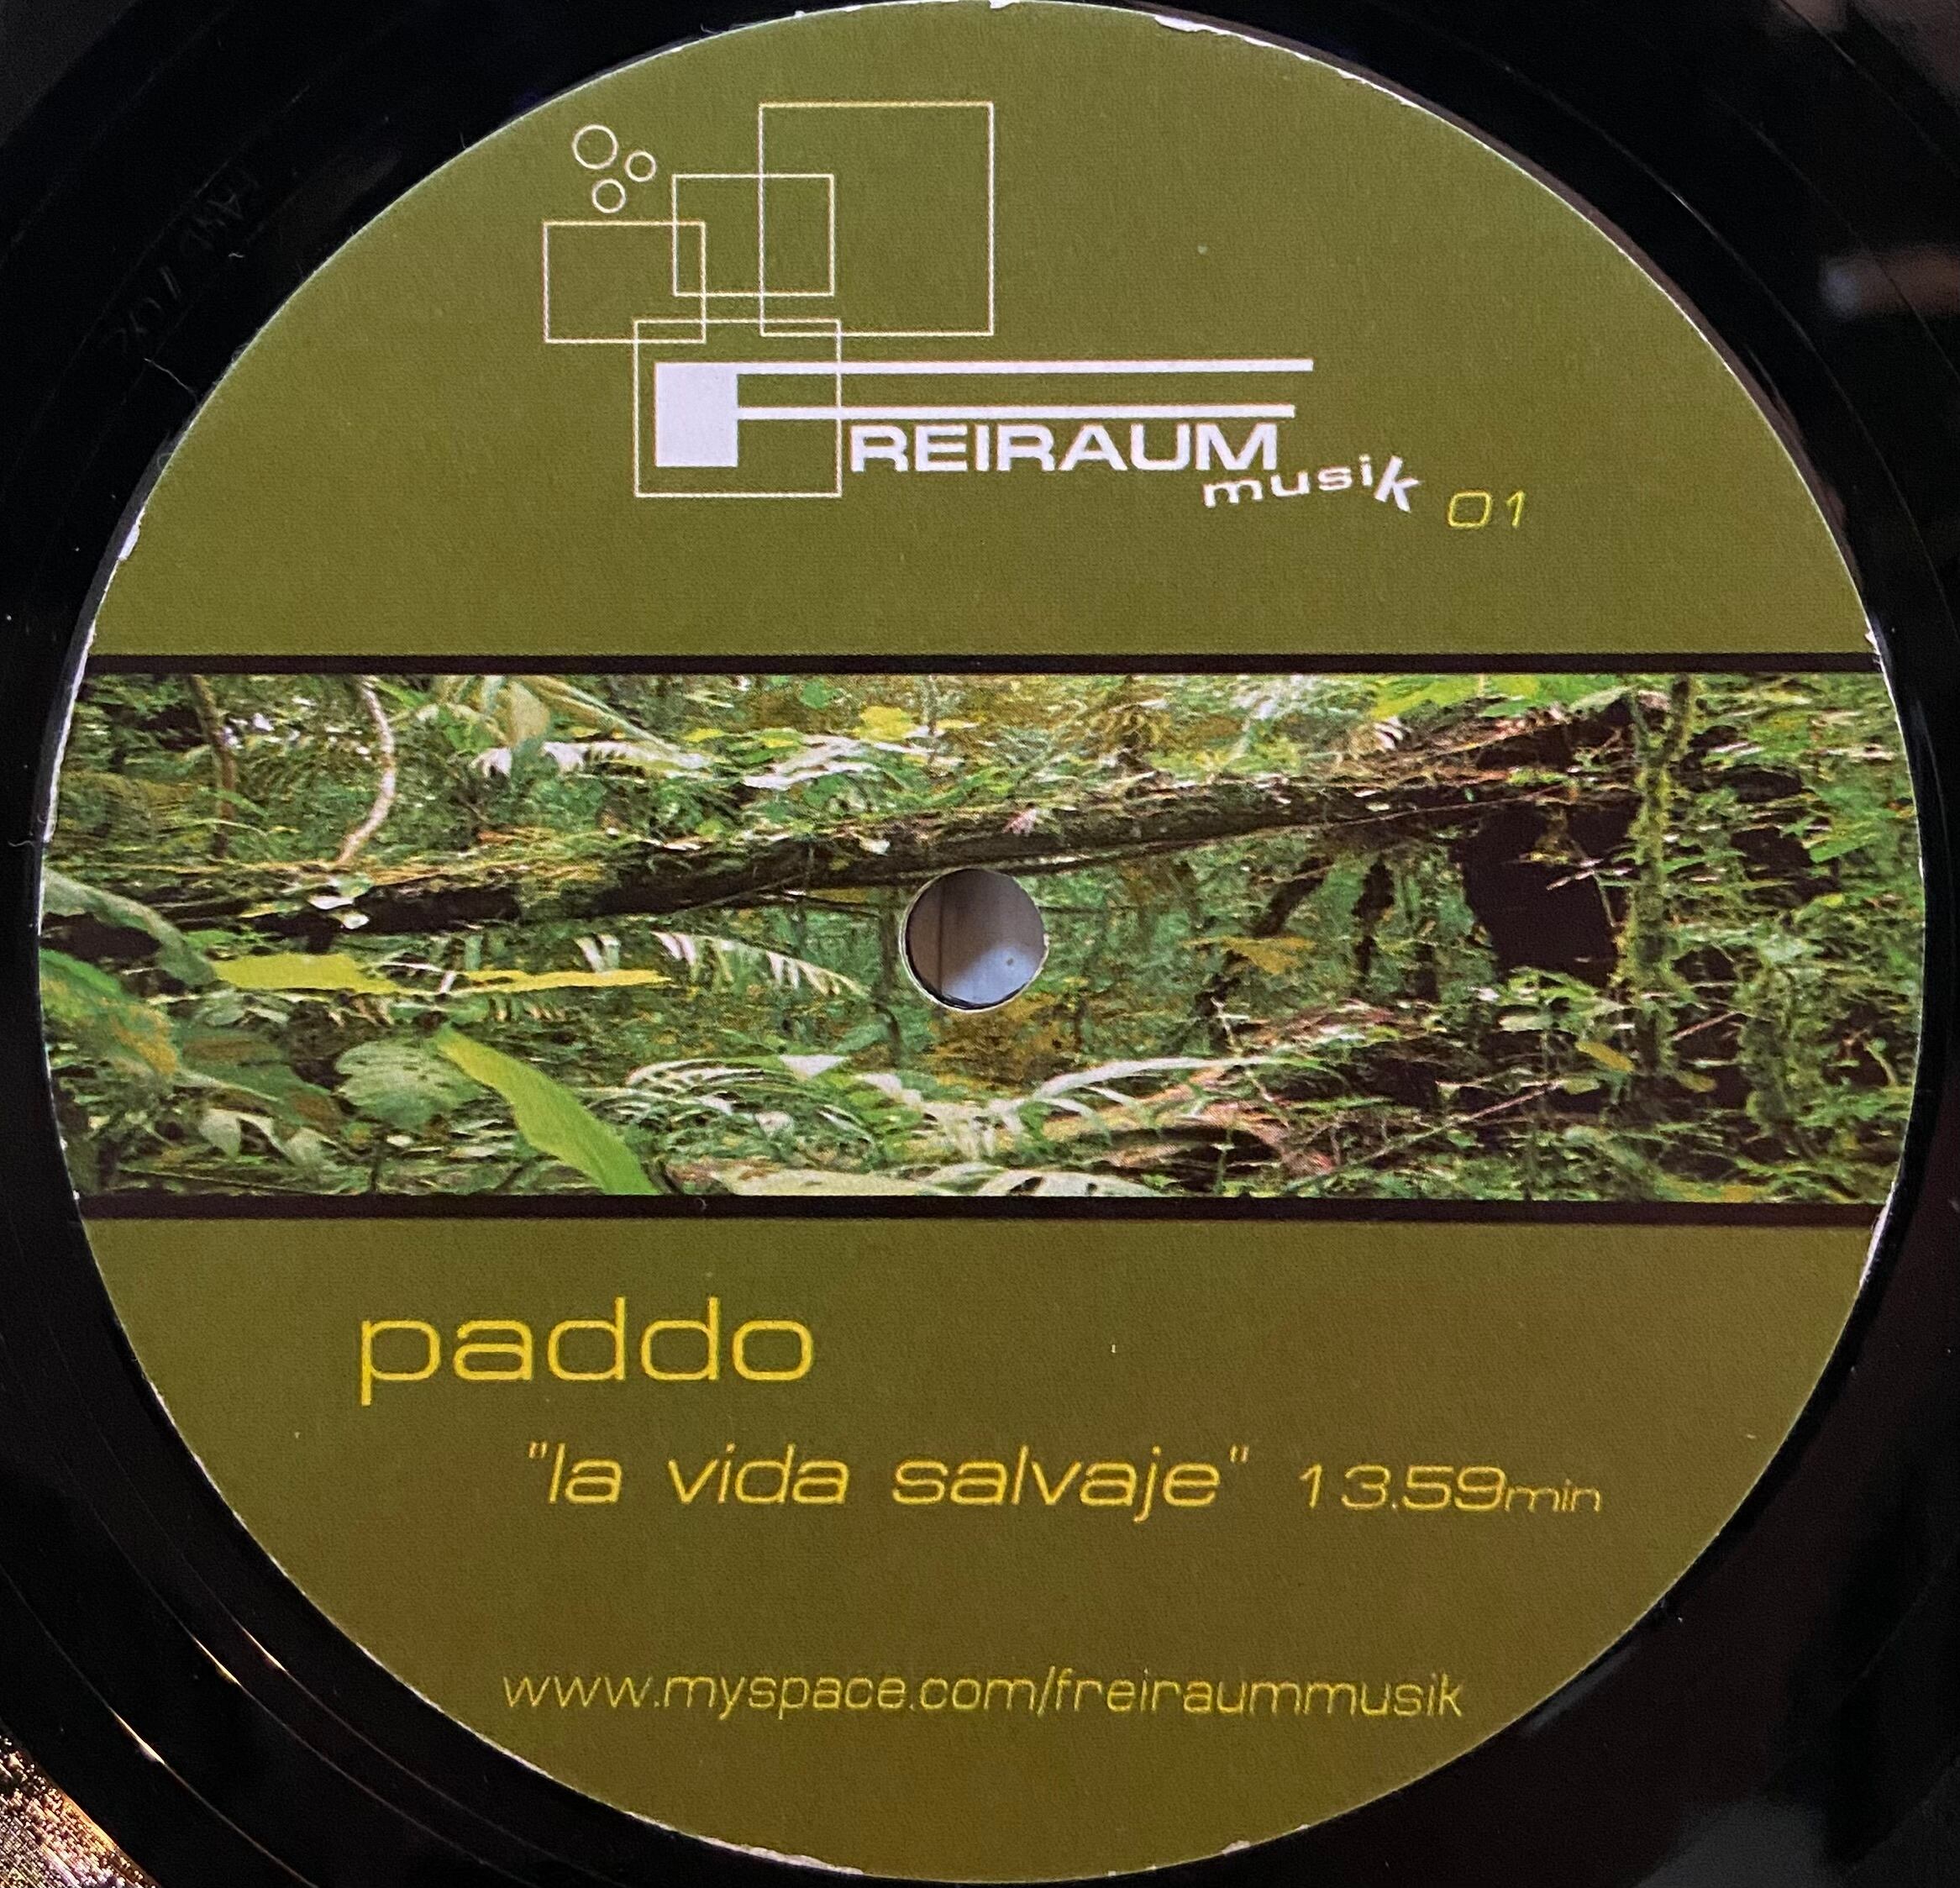 FREIRAUM
musik 01
paddo
"la vida salvaje" 13.59min
www.myspace.com/freiraummusik